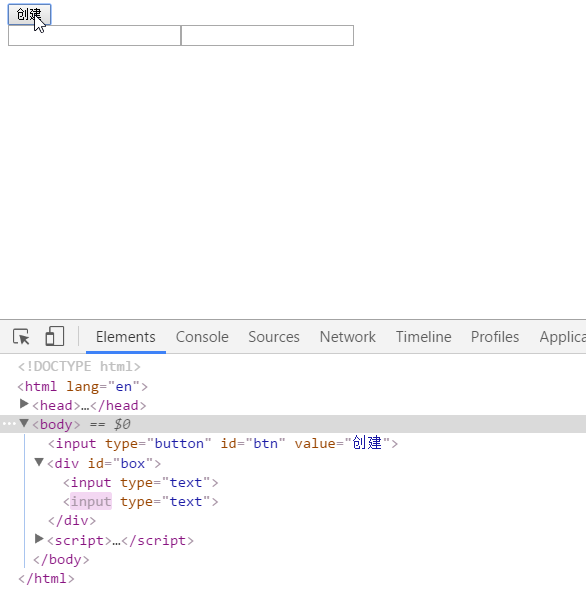 创建
Elements Console Sources Network Timeline Profiles Applica
<!DOCTYPE html>
<html lang="en">
<head>…</head>
<body> == $0
<input type="button" id="btn" value="创建">
<div id="box">
<input type="text">
<input type="text">
</div>
<script>…</script>
</body>
</html>